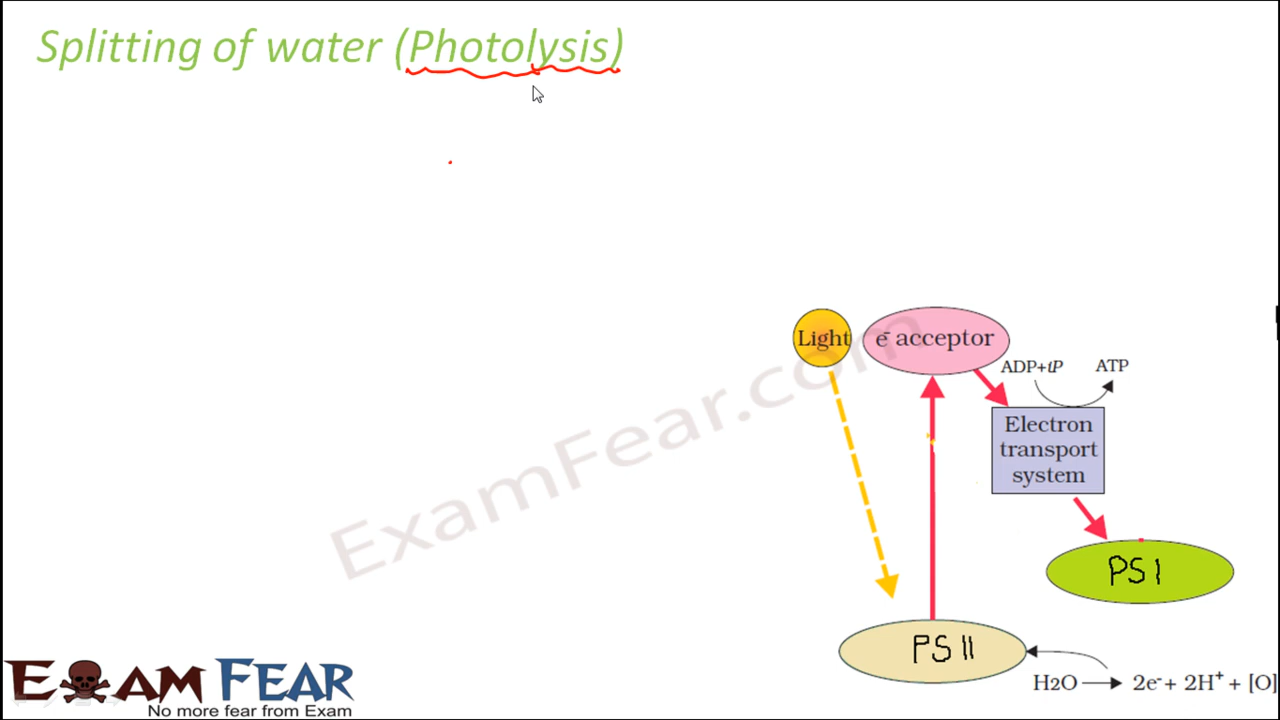 Splitting of water (Photolysis)
Light
e⁻ acceptor
ADP+iP
ATP
Electron
transport
system
PS I
PS II
H2O → 2e⁻ + 2H⁺ + [O]
ExamFear.com
EXAM FEAR
No more fear from Exam